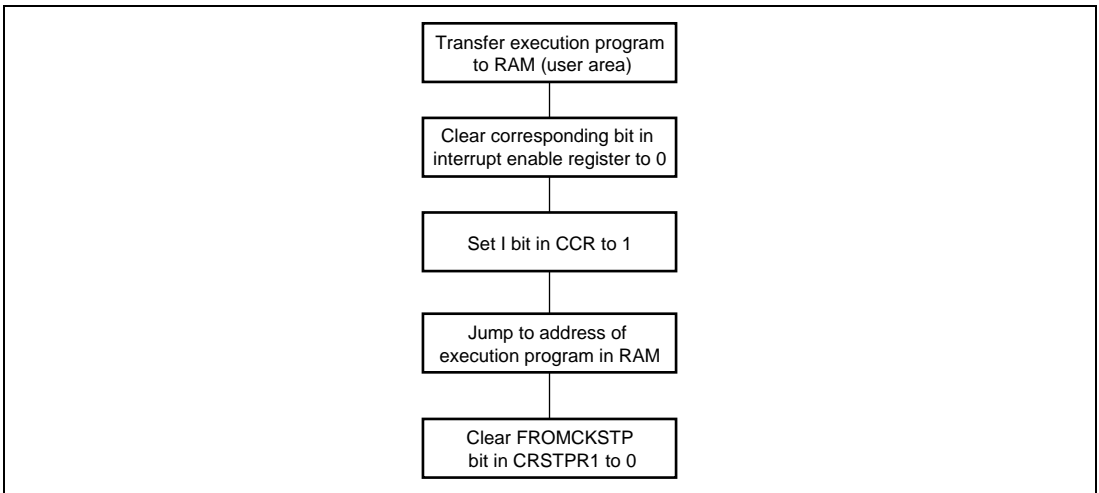 Transfer execution program
to RAM (user area)
Clear corresponding bit in
interrupt enable register to 0
Set I bit in CCR to 1
Jump to address of
execution program in RAM
Clear FROMCKSTP
bit in CRSTPR1 to 0